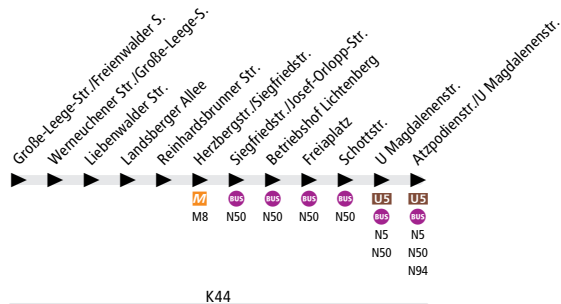 Große-Leege-Str./Freienwalder S.
Werneuchener Str./Große-Leege-S.
Liebenwalder Str.
Landsberger Allee
Reinhardsbrunner Str.
Herzbergstr./Siegfriedstr.
Siegfriedstr./Josef-Orlopp-Str.
Betriebshof Lichtenberg
Freiaplatz
Schottstr.
U Magdalenenstr.
Atzpodienstr./U Magdalenenstr.
M BUS BUS BUS BUS U5 U5
M8 N50 N50 N50 N50 BUS BUS
N5 N5
N50 N50
N94
K44